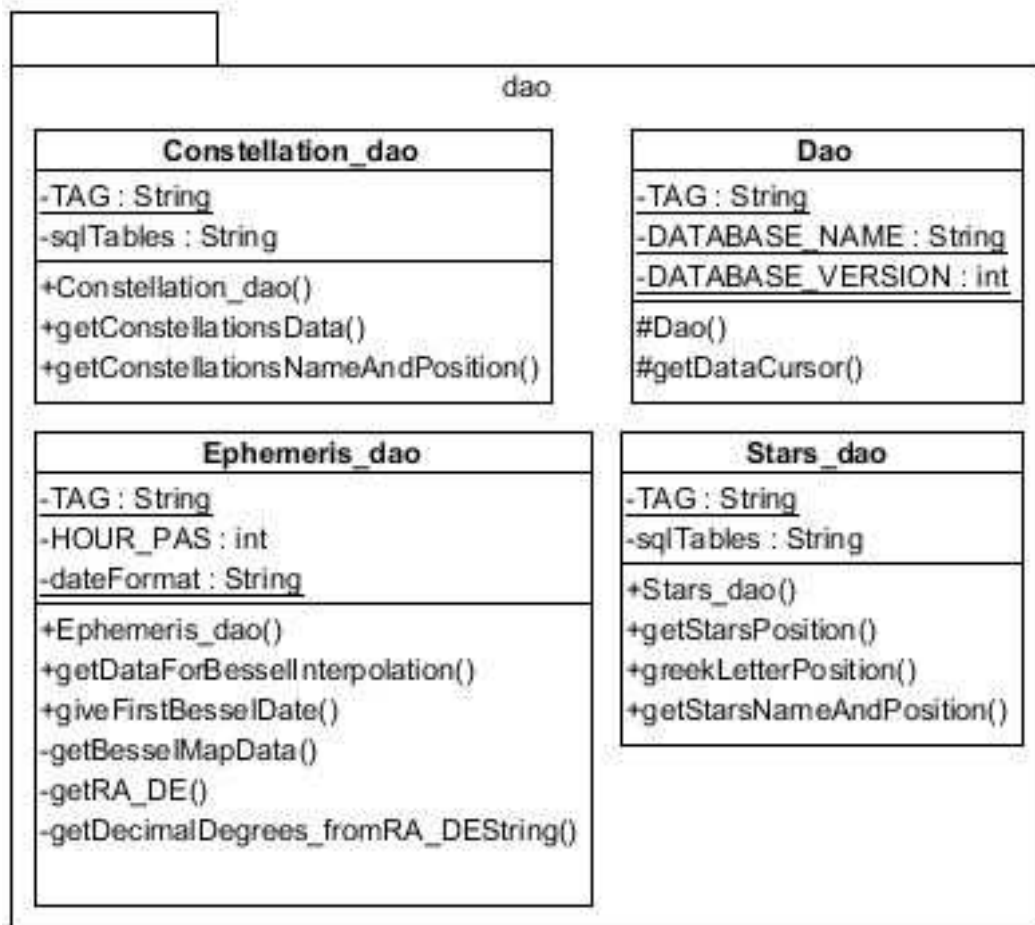 dao
Constellation_dao
-TAG : String
-sqlTables : String
+Constellation_dao()
+getConstellationsData()
+getConstellationsNameAndPosition()
Dao
-TAG : String
-DATABASE_NAME : String
-DATABASE_VERSION : int
#Dao()
#getDataCursor()
Ephemeris_dao
-TAG : String
-HOUR_PAS : int
-dateFormat : String
+Ephemeris_dao()
+getDataForBesselInterpolation()
+giveFirstBesselDate()
-getBesselMapData()
-getRA_DE()
-getDecimalDegrees_fromRA_DEString()
Stars_dao
-TAG : String
-sqlTables : String
+Stars_dao()
+getStarsPosition()
+greekLetterPosition()
+getStarsNameAndPosition()